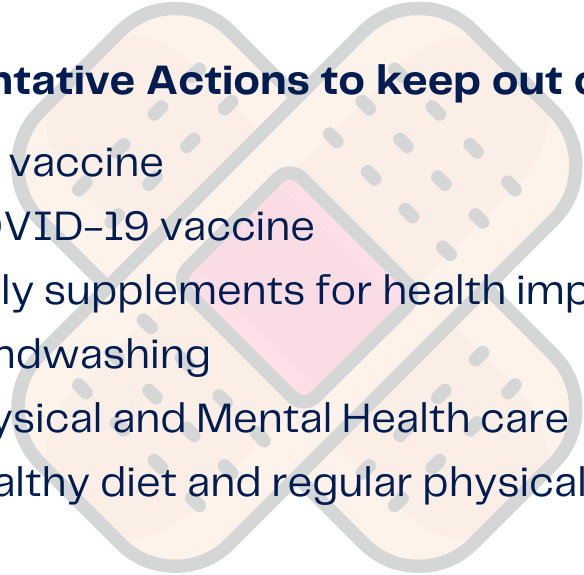 ntative Actions to keep out
vaccine
OVID-19 vaccine
ly supplements for health imp
ndwashing
ysical and Mental Health care
althy diet and regular physical